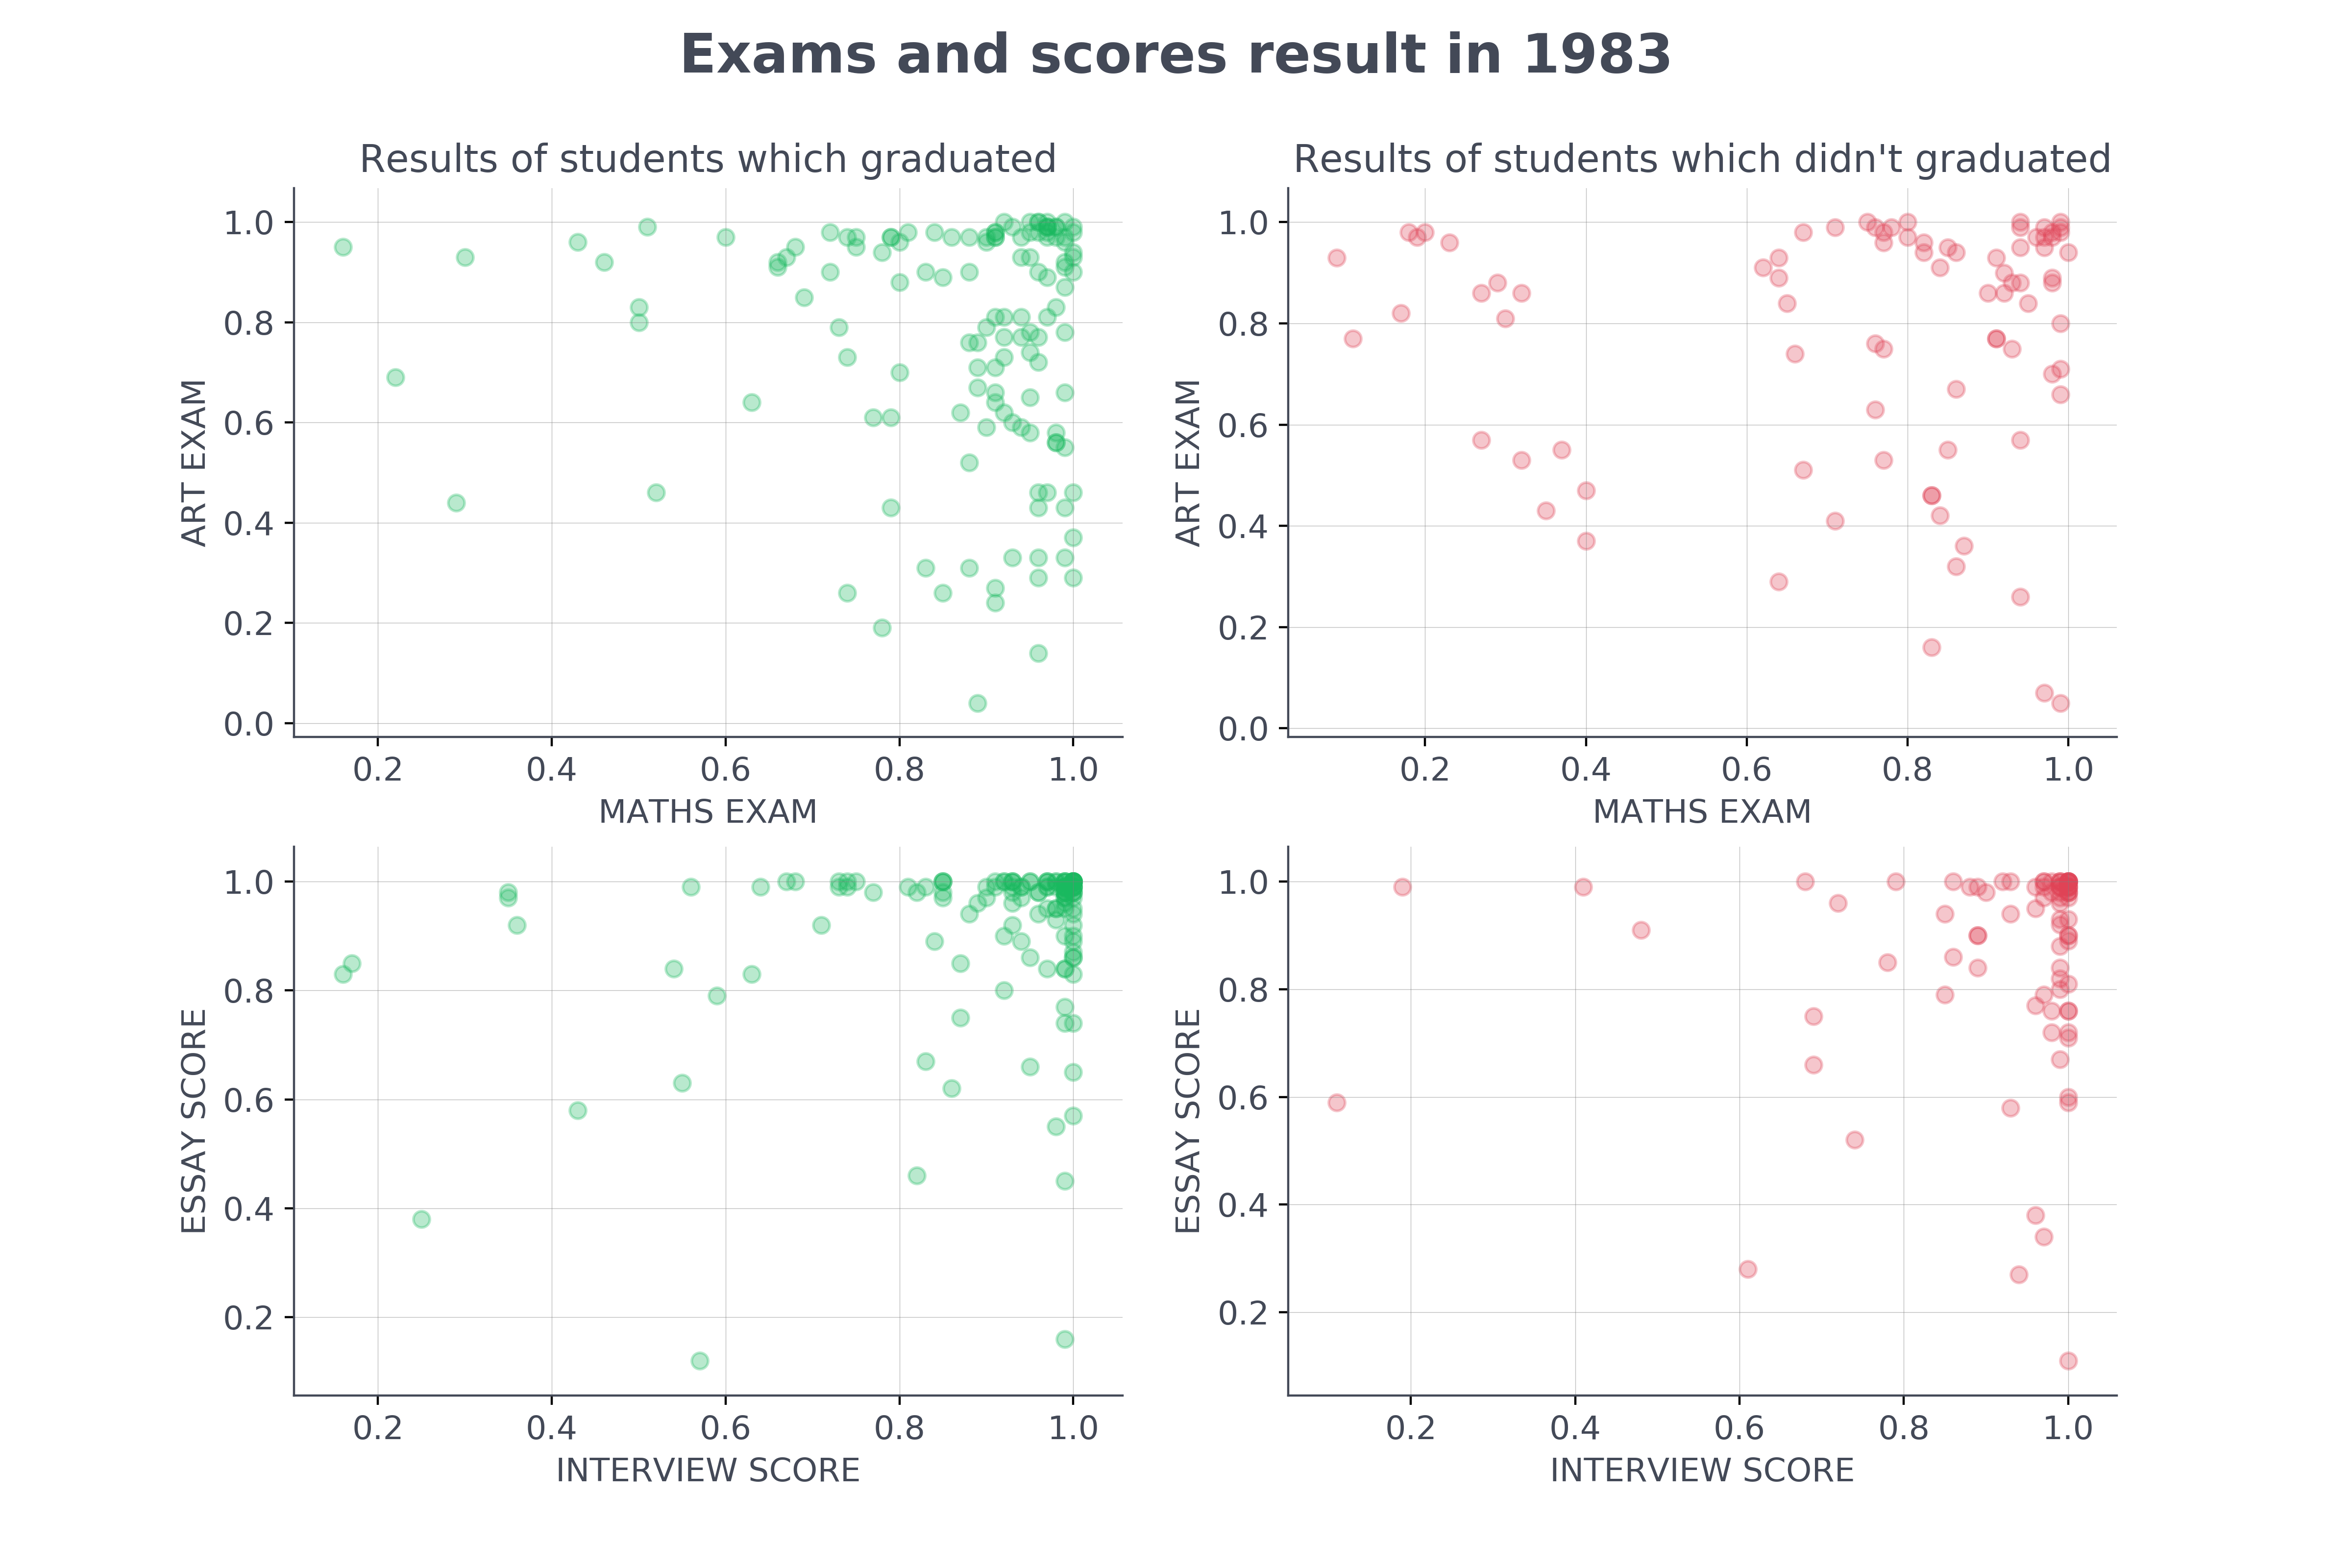 Exams and scores result in 1983
Results of students which graduated
ART EXAM
1.0
0.8
0.6
0.4
0.2
0.0
0.2 0.4 0.6 0.8 1.0
MATHS EXAM
Results of students which didn't graduated
ART EXAM
1.0
0.8
0.6
0.4
0.2
0.0
0.2 0.4 0.6 0.8 1.0
MATHS EXAM
ESSAY SCORE
1.0
0.8
0.6
0.4
0.2
0.2 0.4 0.6 0.8 1.0
INTERVIEW SCORE
ESSAY SCORE
1.0
0.8
0.6
0.4
0.2
0.2 0.4 0.6 0.8 1.0
INTERVIEW SCORE